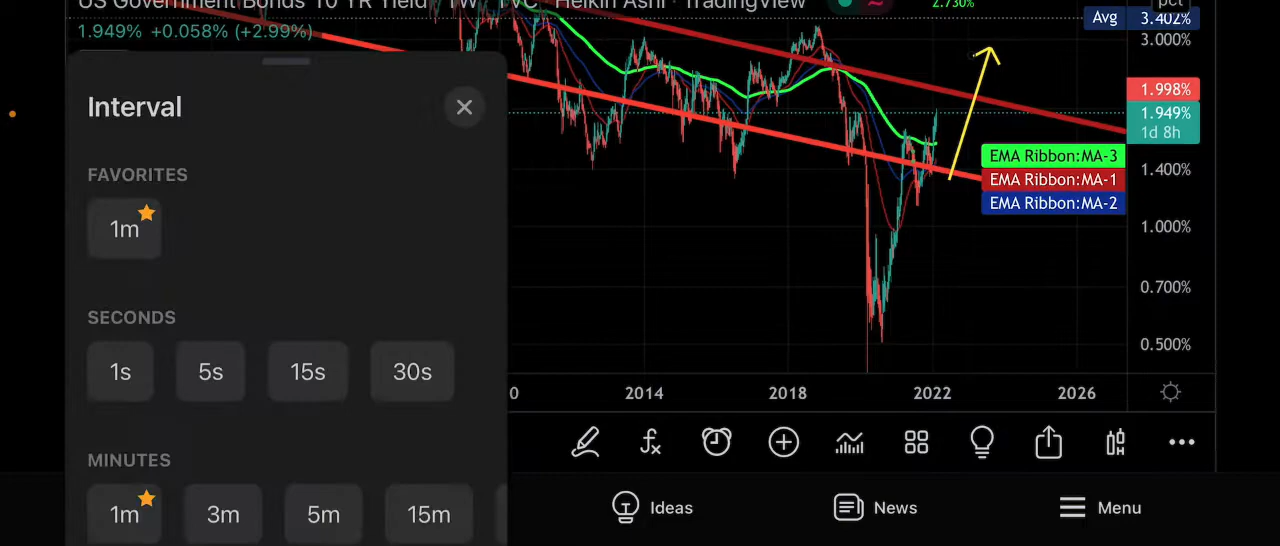 US Government Bonds 10 YR Yield · 1W · TVC · Heikin Ashi · TradingView
2.730%
pct
1.949% +0.058% (+2.99%)
Avg 3.402%
3.000%
1.998%
1.949%
1d 8h
EMA Ribbon:MA-3
EMA Ribbon:MA-1
EMA Ribbon:MA-2
1.400%
1.000%
0.700%
0.500%
0 2014 2018 2022 2026
Interval
FAVORITES
1m
SECONDS
1s 5s 15s 30s
MINUTES
1m 3m 5m 15m
Ideas News Menu